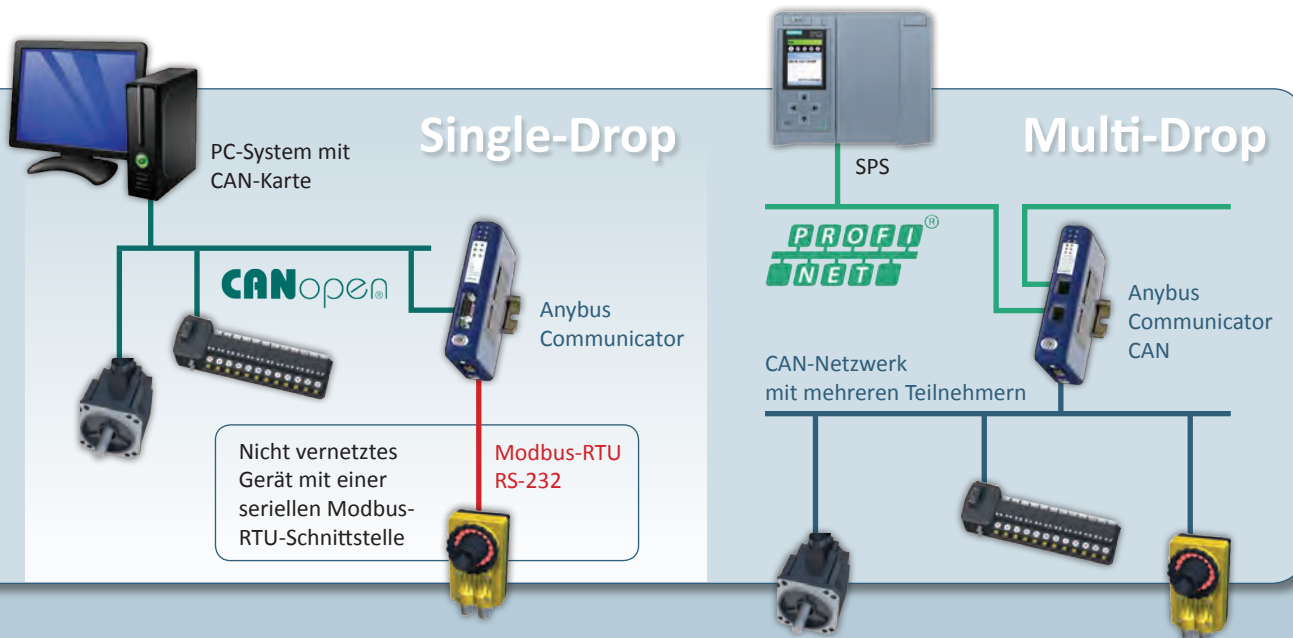 Single-Drop
PC-System mit
CAN-Karte
CANopen®
Anybus
Communicator
Nicht vernetztes
Gerät mit einer
seriellen Modbus-
RTU-Schnittstelle
Modbus-RTU
RS-232
Multi-Drop
SPS
PROFI®
NET
Anybus
Communicator
CAN
CAN-Netzwerk
mit mehreren Teilnehmern